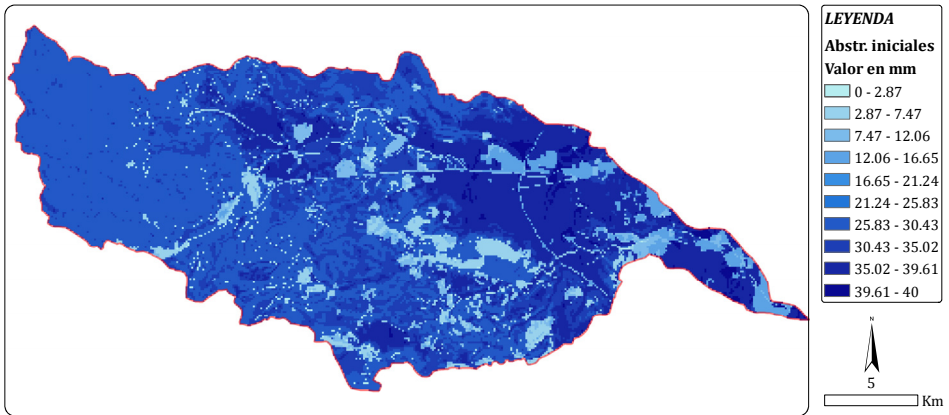 LEYENDA
Abstr. iniciales
Valor en mm
0 - 2.87
2.87 - 7.47
7.47 - 12.06
12.06 - 16.65
16.65 - 21.24
21.24 - 25.83
25.83 - 30.43
30.43 - 35.02
35.02 - 39.61
39.61 - 40
N
5
Km